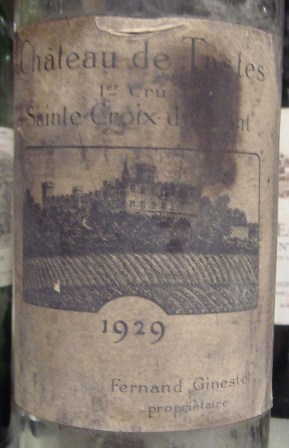 Château de Tastes
1er Cru
Sainte-Croix-du-Mont
1929
Fernand Ginestet
propriétaire